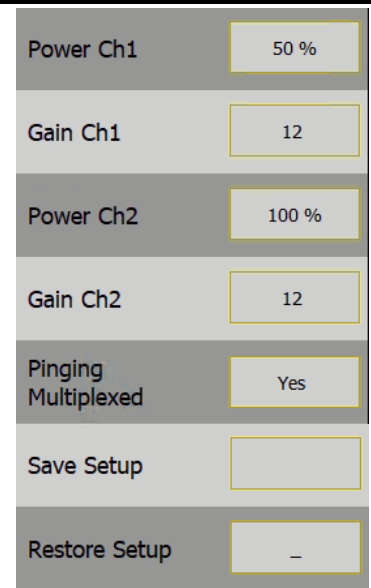 Power Ch1 50 %
Gain Ch1 12
Power Ch2 100 %
Gain Ch2 12
Pinging
Multiplexed Yes
Save Setup
Restore Setup _